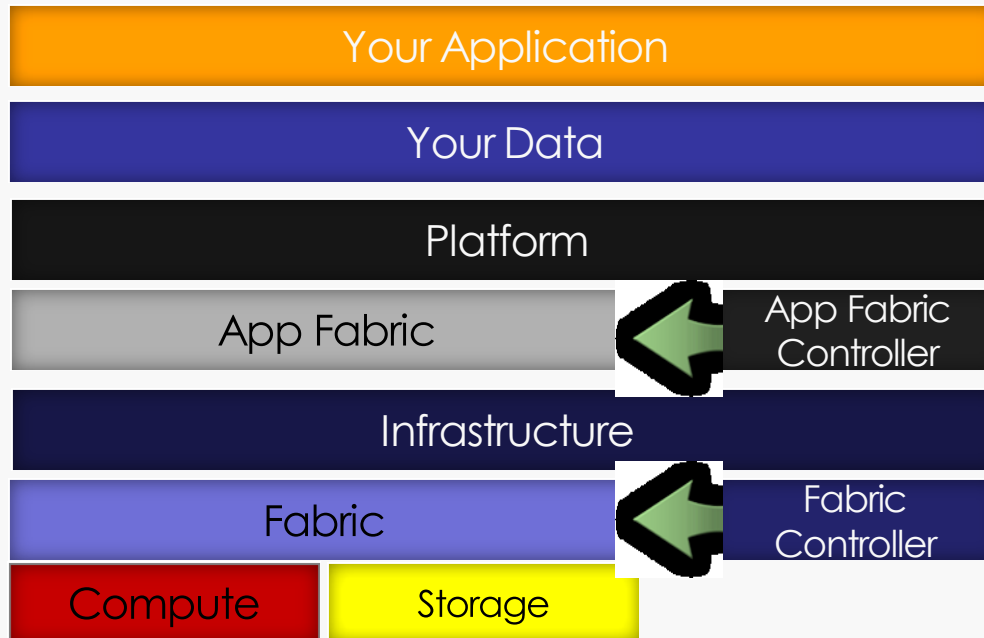 Your Application
Your Data
Platform
App Fabric
App Fabric
Controller
Infrastructure
Fabric
Fabric
Controller
Compute
Storage